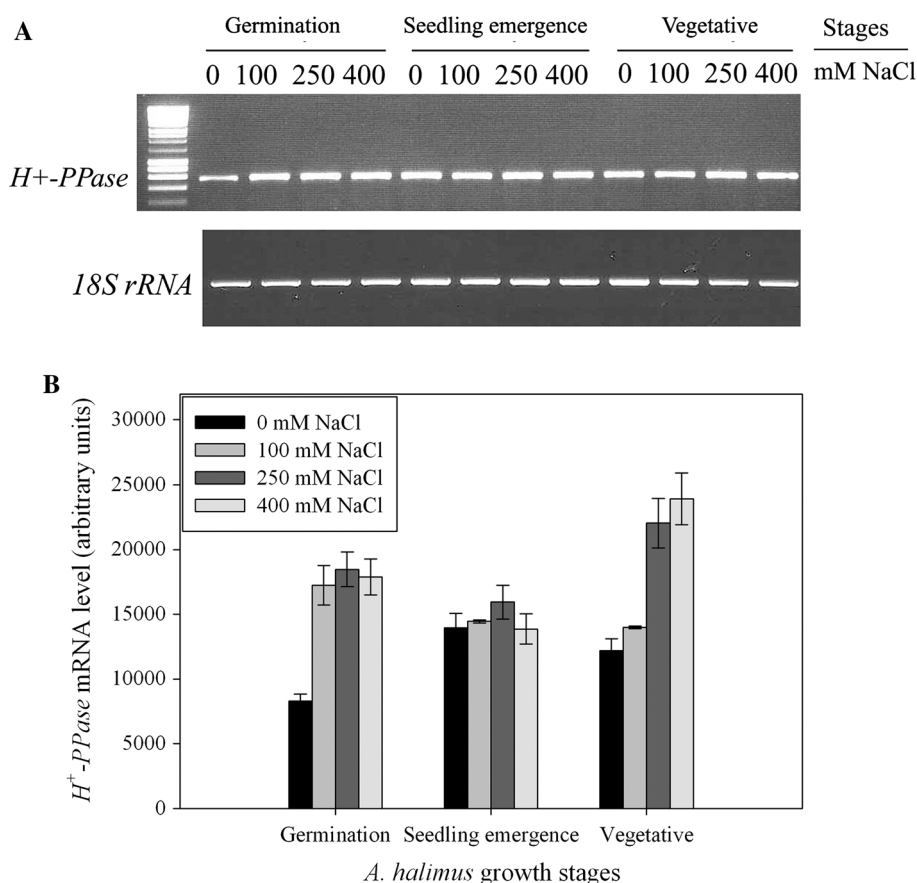 A
Germination Seedling emergence Vegetative Stages
0 100 250 400 0 100 250 400 0 100 250 400 mM NaCl
H+-PPase
18S rRNA
B
H+-PPase mRNA level (arbitrary units)
30000
25000
20000
15000
10000
5000
0
0 mM NaCl
100 mM NaCl
250 mM NaCl
400 mM NaCl
Germination Seedling emergence Vegetative
A. halimus growth stages